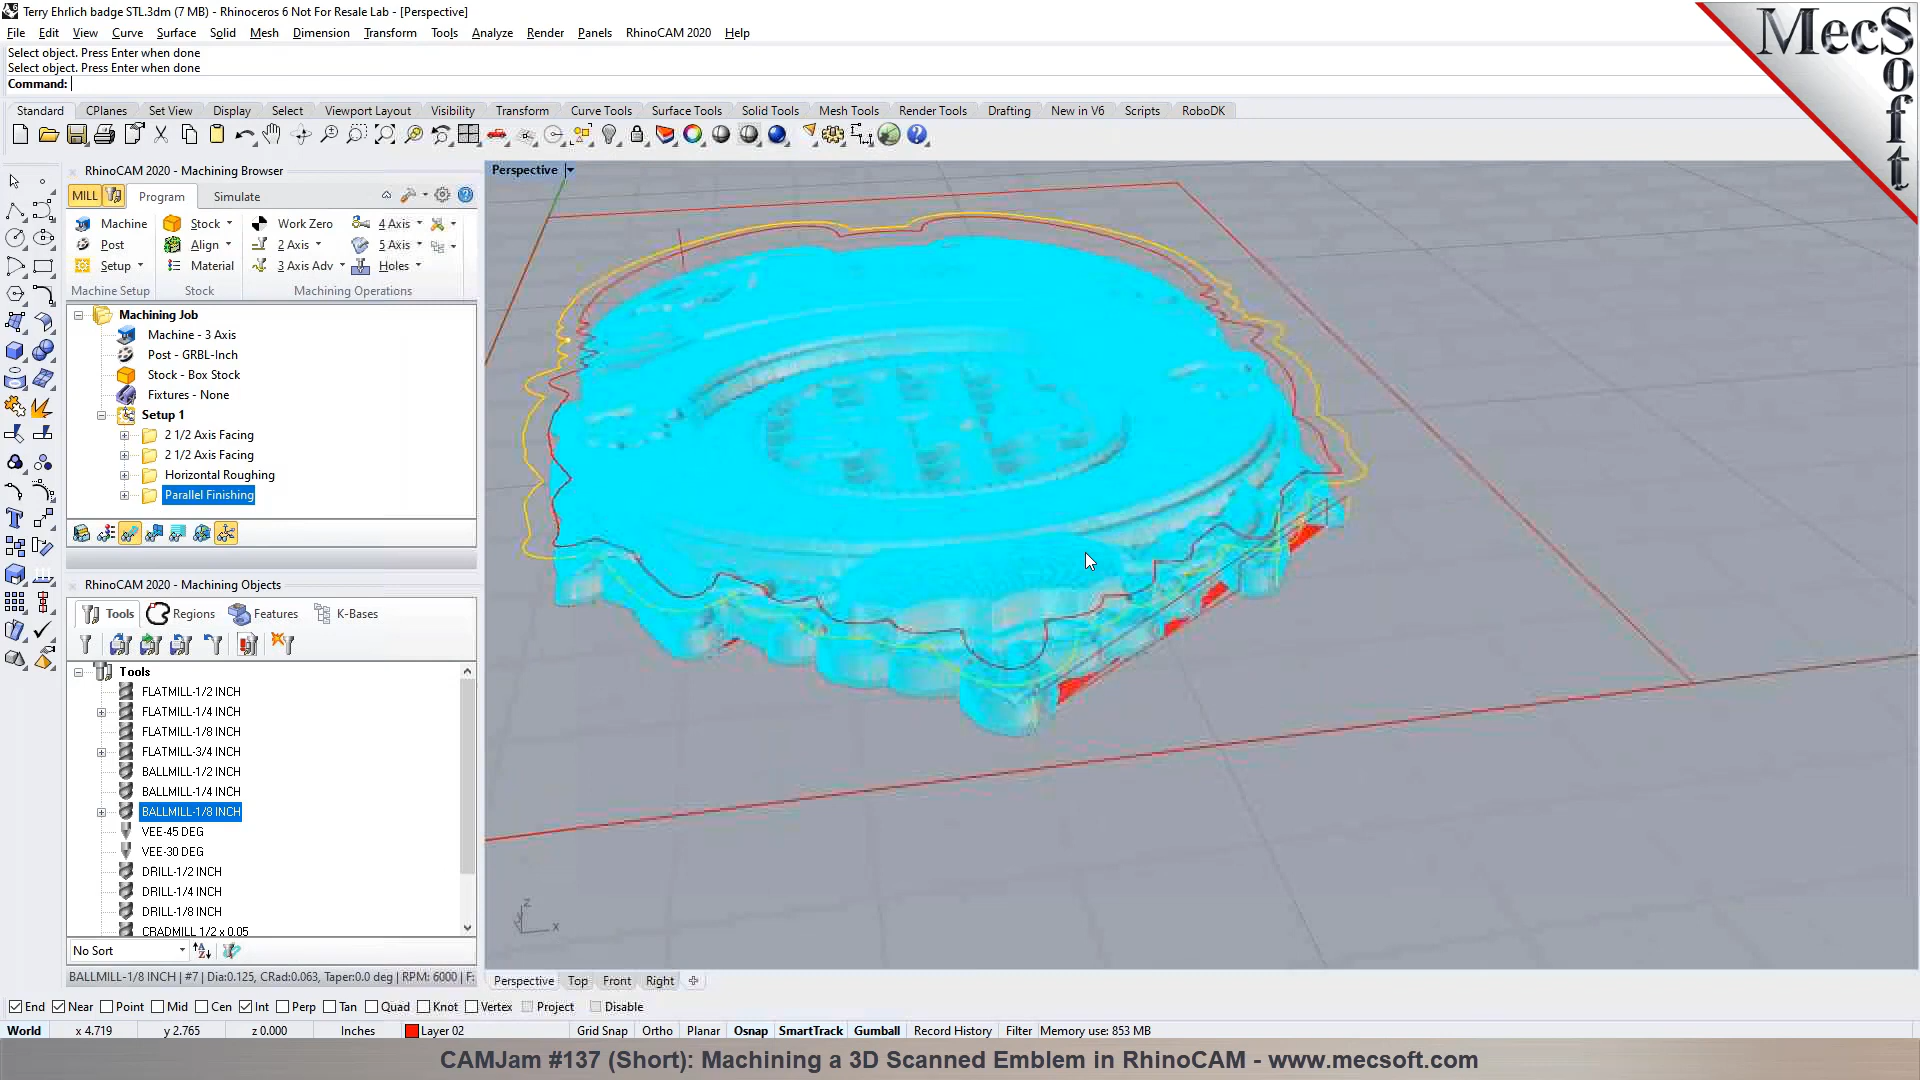 Terry Ehrlich badge STL.3dm (7 MB) - Rhinoceros 6 Not For Resale Lab - [Perspective]
File Edit View Curve Surface Solid Mesh Dimension Transform Tools Analyze Render Panels RhinoCAM 2020 Help
Select object. Press Enter when done
Select object. Press Enter when done
Command:
MecSoft
Standard CPlanes Set View Display Select Viewport Layout Visibility Transform Curve Tools Surface Tools Solid Tools Mesh Tools Render Tools Drafting New in V6 Scripts RoboDK
RhinoCAM 2020 - Machining Browser
MILL Program Simulate
Machine Stock Work Zero 4 Axis
Post Align 2 Axis 5 Axis
Setup Material 3 Axis Adv Holes
Machine Setup Stock Machining Operations
Machining Job
Machine - 3 Axis
Post - GRBL-Inch
Stock - Box Stock
Fixtures - None
Setup 1
2 1/2 Axis Facing
2 1/2 Axis Facing
Horizontal Roughing
Parallel Finishing
RhinoCAM 2020 - Machining Objects
Tools Regions Features K-Bases
Tools
FLATMILL-1/2 INCH
FLATMILL-1/4 INCH
FLATMILL-1/8 INCH
FLATMILL-3/4 INCH
BALLMILL-1/2 INCH
BALLMILL-1/4 INCH
BALLMILL-1/8 INCH
VEE-45 DEG
VEE-30 DEG
DRILL-1/2 INCH
DRILL-1/4 INCH
DRILL-1/8 INCH
CRADMILL 1/2 x 0.05
No Sort
BALLMILL-1/8 INCH | #7 | Dia:0.125, CRad:0.063, Taper:0.0 deg | RPM: 6000 | F:
Perspective
z
x
Perspective Top Front Right
End Near Point Mid Cen Int Perp Tan Quad Knot Vertex Project Disable
World x 4.719 y 2.765 z 0.000 Inches Layer 02 Grid Snap Ortho Planar Osnap SmartTrack Gumball Record History Filter Memory use: 853 MB
CAMJam #137 (Short): Machining a 3D Scanned Emblem in RhinoCAM - www.mecsoft.com